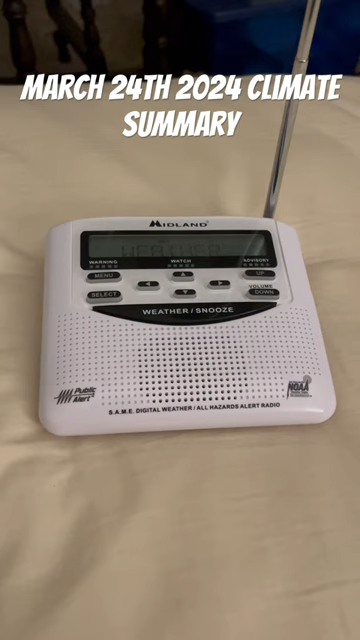 MARCH 24TH 2024 CLIMATE
SUMMARY
MIDLAND
WEATHER
WARNING
WATCH
ADVISORY
MENU
UP
VOLUME
SELECT
DOWN
WEATHER / SNOOZE
Public
Alert
NOAA
S.A.M.E. DIGITAL WEATHER / ALL HAZARDS ALERT RADIO